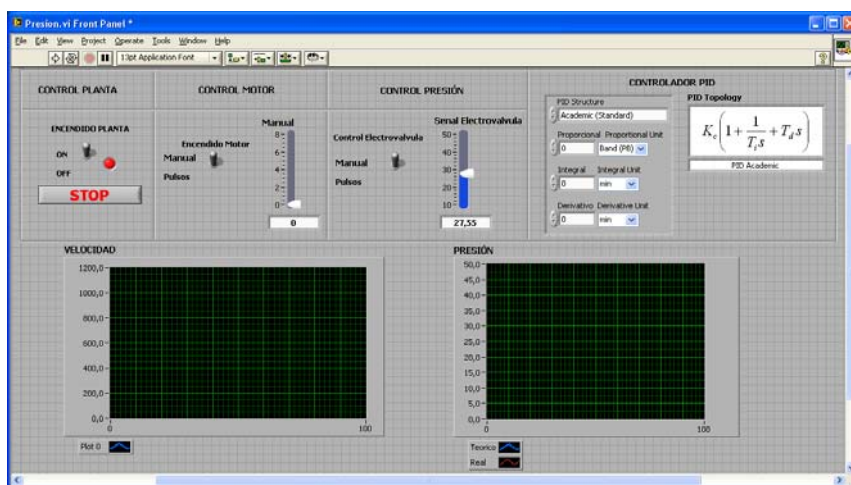 Presion.vi Front Panel *
File Edit View Project Operate Tools Window Help
13pt Application Font
CONTROL PLANTA
CONTROL MOTOR
CONTROL PRESIÓN
CONTROLADOR PID
ENCENDIDO PLANTA
ON
OFF
STOP
Manual
Encendido Motor
Manual
Pulsos
8
6
4
2
0
0
Senal Electrovalvula
Control Electrovalvula
Manual
Pulsos
50
40
30
20
10
27,55
PID Structure
Academic (Standard)
Proporcional Proportional Unit
0 Band (PB)
Integral Integral Unit
0 min
Derivativo Derivative Unit
0 min
PID Topology
K_c(1 + 1/(T_i s) + T_d s)
PID Academic
VELOCIDAD
1200,0
1000,0
800,0
600,0
400,0
200,0
0,0
0 100
Plot 0
PRESIÓN
50,0
45,0
40,0
35,0
30,0
25,0
20,0
15,0
10,0
5,0
0,0
0 100
Teorico
Real